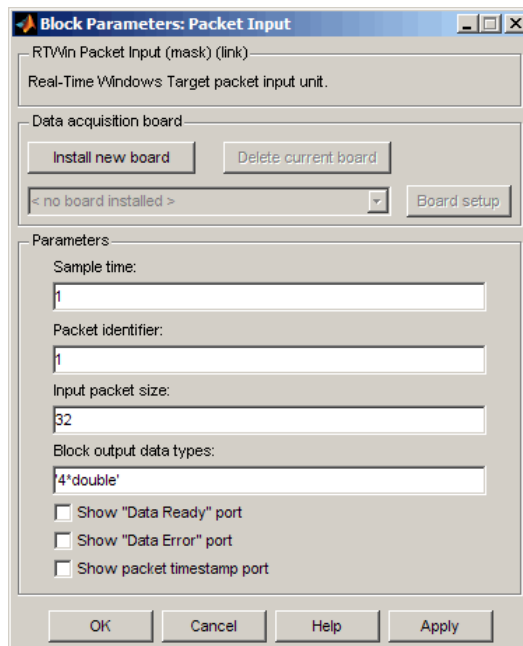 Block Parameters: Packet Input
RTWin Packet Input (mask) (link)
Real-Time Windows Target packet input unit.
Data acquisition board
Install new board Delete current board
< no board installed > Board setup
Parameters
Sample time:
1
Packet identifier:
1
Input packet size:
32
Block output data types:
'4*double'
Show "Data Ready" port
Show "Data Error" port
Show packet timestamp port
OK Cancel Help Apply